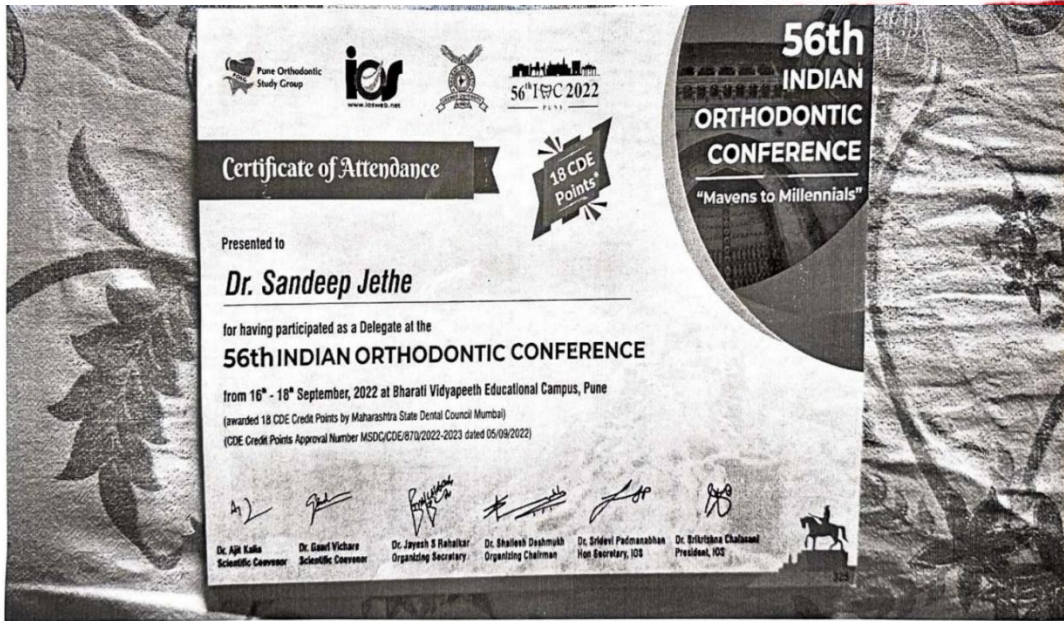 Pune Orthodontic
Study Group
ios
www.iosweb.net
56th IOC 2022
PUNE
56th
INDIAN
ORTHODONTIC
CONFERENCE
"Mavens to Millennials"
Certificate of Attendance
18 CDE
Points*
Presented to
Dr. Sandeep Jethe
for having participated as a Delegate at the
56th INDIAN ORTHODONTIC CONFERENCE
from 16th - 18th September, 2022 at Bharati Vidyapeeth Educational Campus, Pune
(awarded 18 CDE Credit Points by Maharashtra State Dental Council Mumbai)
(CDE Credit Points Approval Number MSDC/CDE/870/2022-2023 dated 05/09/2022)
Dr. Ajit Kalia
Scientific Convenor
Dr. Gauri Vichare
Scientific Convenor
Dr. Jayesh S Rahalkar
Organizing Secretary
Dr. Shailesh Deshmukh
Organizing Chairman
Dr. Sridevi Padmanabhan
Hon Secretary, IOS
Dr. Srikrishna Chalasani
President, IOS
325